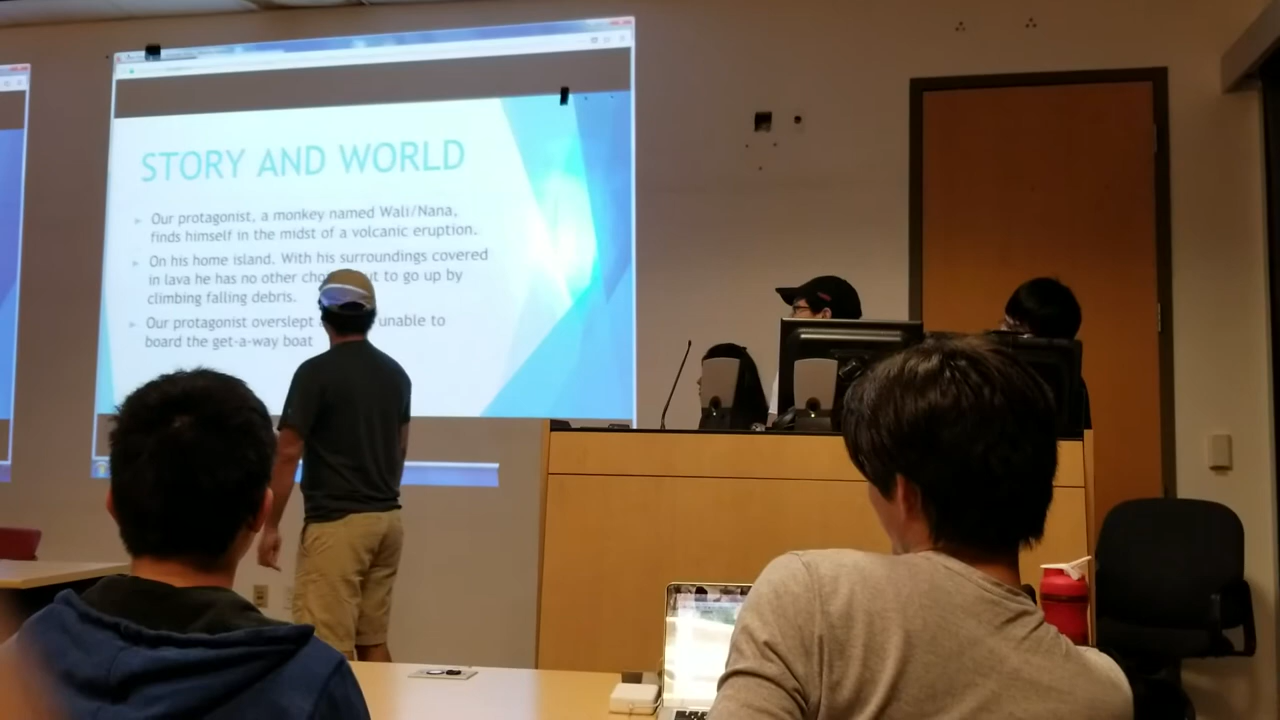 STORY AND WORLD
Our protagonist, a monkey named Wali/Nana,
finds himself in the midst of a volcanic eruption.
On his home island. With his surroundings covered
in lava he has no other to go up by
climbing falling debris.
Our protagonist overslept unable to
board the get-a-way boat